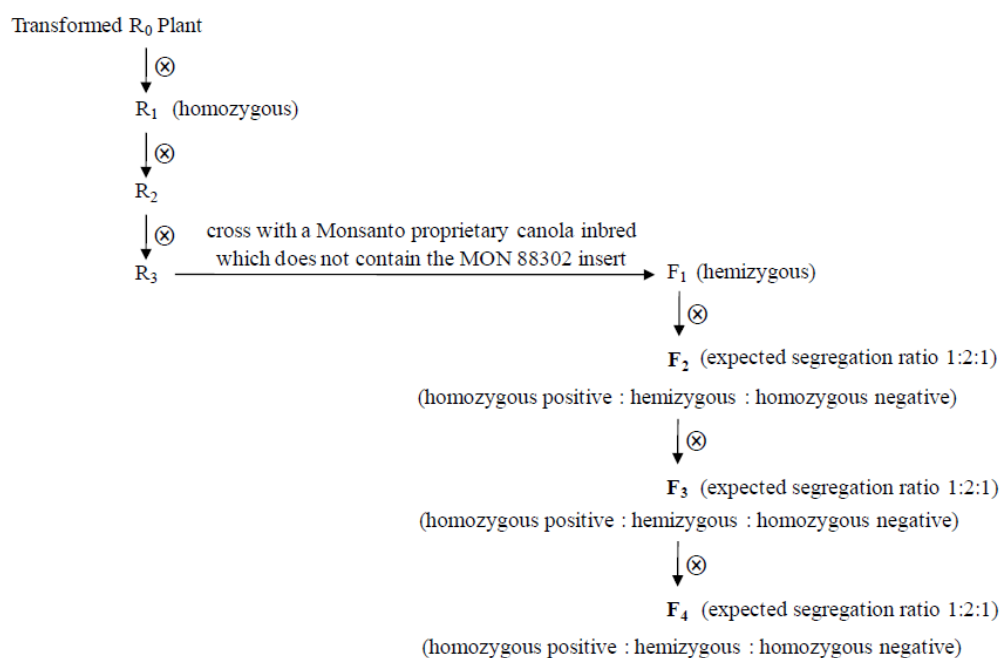 Transformed R₀ Plant
⊗
R₁ (homozygous)
⊗
R₂
⊗
cross with a Monsanto proprietary canola inbred
which does not contain the MON 88302 insert
R₃
F₁ (hemizygous)
⊗
F₂ (expected segregation ratio 1:2:1)
(homozygous positive : hemizygous : homozygous negative)
⊗
F₃ (expected segregation ratio 1:2:1)
(homozygous positive : hemizygous : homozygous negative)
⊗
F₄ (expected segregation ratio 1:2:1)
(homozygous positive : hemizygous : homozygous negative)